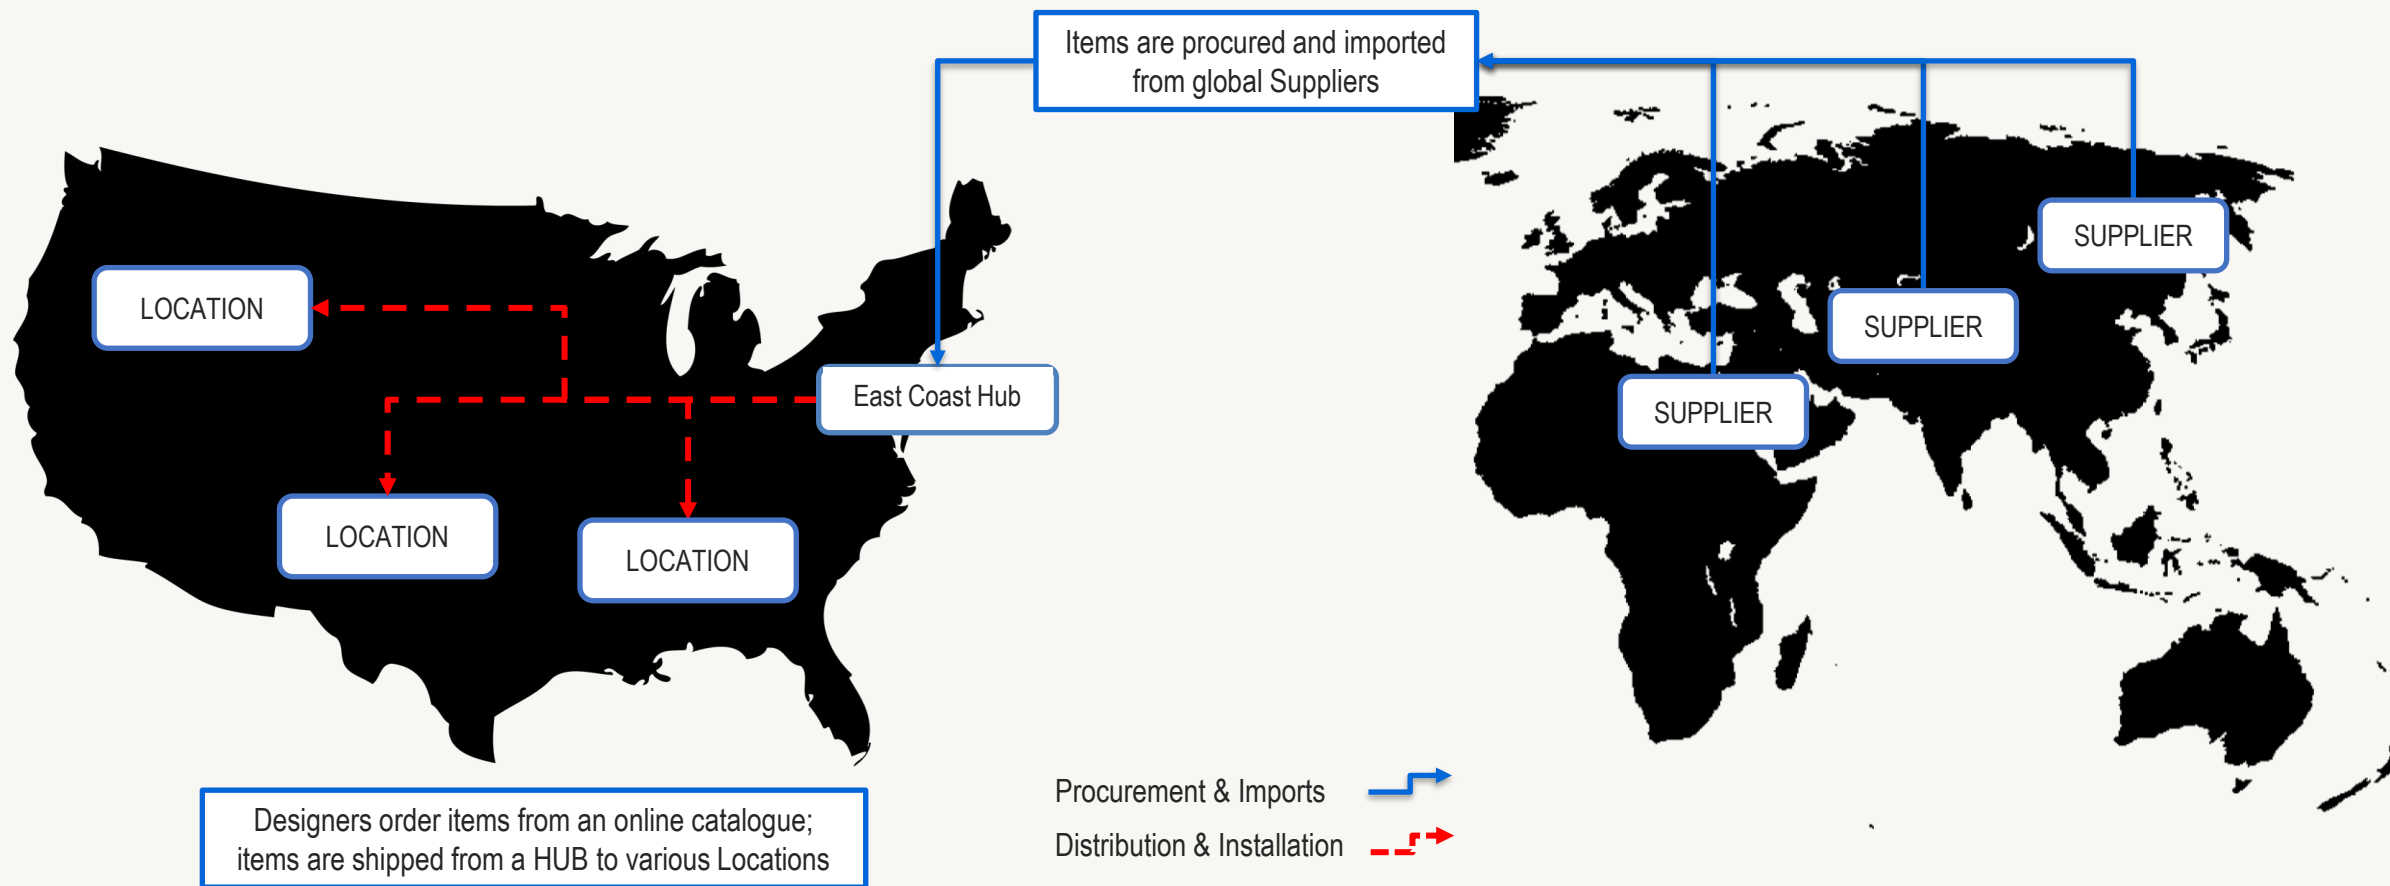 Items are procured and imported
from global Suppliers
SUPPLIER
LOCATION
SUPPLIER
East Coast Hub
SUPPLIER
LOCATION
LOCATION
Procurement & Imports
Designers order items from an online catalogue;
items are shipped from a HUB to various Locations
Distribution & Installation